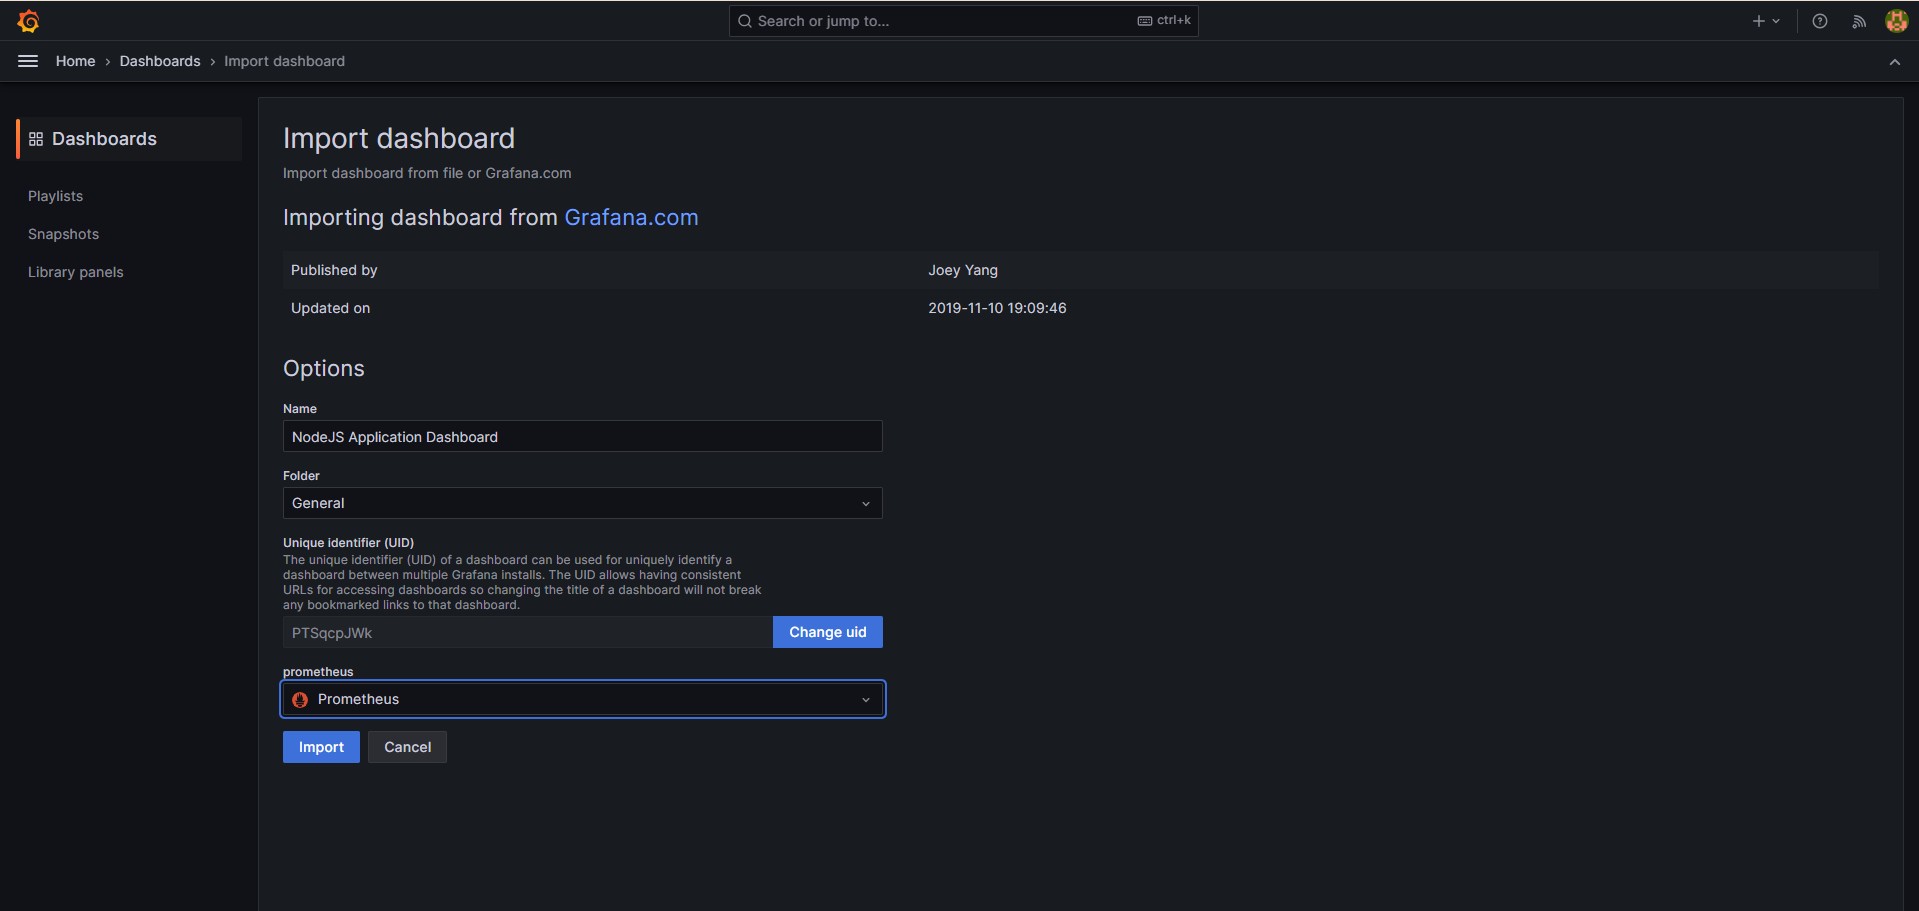 Search or jump to...
ctrl+k
Home › Dashboards › Import dashboard
Dashboards
Playlists
Snapshots
Library panels
Import dashboard
Import dashboard from file or Grafana.com
Importing dashboard from Grafana.com
Published by Joey Yang
Updated on 2019-11-10 19:09:46
Options
Name
NodeJS Application Dashboard
Folder
General
Unique identifier (UID)
The unique identifier (UID) of a dashboard can be used for uniquely identify a
dashboard between multiple Grafana installs. The UID allows having consistent
URLs for accessing dashboards so changing the title of a dashboard will not break
any bookmarked links to that dashboard.
PTSqcpJWk
Change uid
prometheus
Prometheus
Import
Cancel